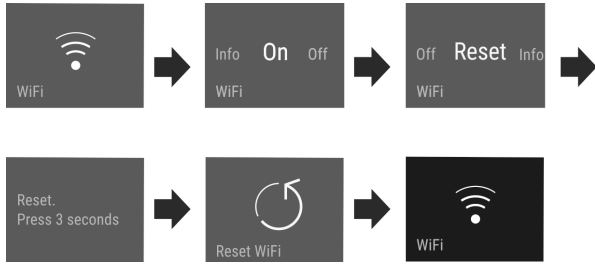 WiFi
Info On Off
WiFi
Off Reset Info
WiFi
Reset.
Press 3 seconds
Reset WiFi
WiFi